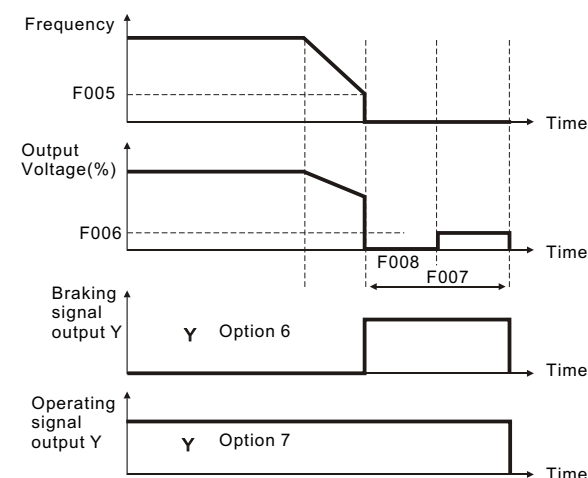 Frequency
F005
Time
Output
Voltage(%)
F006
F008
F007
Time
Braking
signal
output Y
Y Option 6
Time
Operating
signal
output Y
Y Option 7
Time